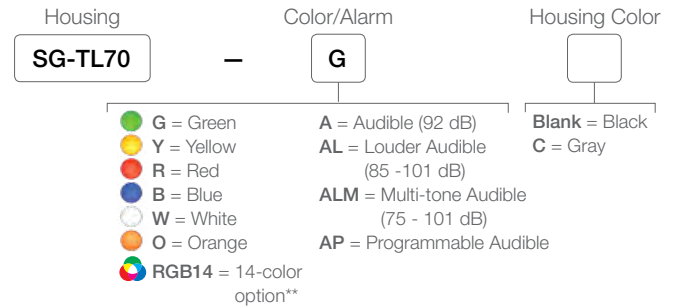 Housing Color/Alarm Housing Color
SG-TL70 – G
G = Green
Y = Yellow
R = Red
B = Blue
W = White
O = Orange
RGB14 = 14-color
option**
A = Audible (92 dB)
AL = Louder Audible
(85 -101 dB)
ALM = Multi-tone Audible
(75 - 101 dB)
AP = Programmable Audible
Blank = Black
C = Gray